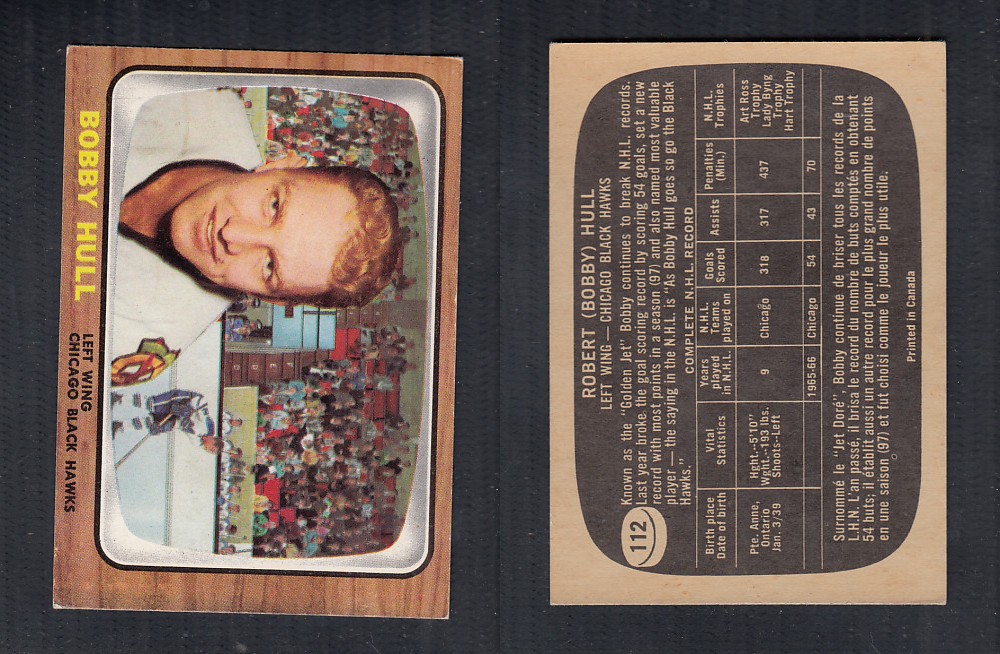 BOBBY HULL
LEFT WING
CHICAGO BLACK HAWKS
112
ROBERT (BOBBY) HULL
LEFT WING — CHICAGO BLACK HAWKS
Known as the "Golden Jet" Bobby continues to break N.H.L. records.
Last year broke the goal scoring record by scoring 54 goals, set a new
record with most points in a season (97) and also named most valuable
player — the saying in the N.H.L. is "As Bobby Hull goes so go the Black
Hawks."
COMPLETE N.H.L. RECORD
Birth place Date of birth | Vital Statistics | Years played in N.H.L. | N.H.L. Teams played on | Goals Scored | Assists | Penalties (Min.) | N.H.L. Trophies
Pte. Anne, Ontario Jan. 3/39 | Hght.--5'10" Wght.--193 lbs. Shoots--Left | 9 | Chicago | 318 | 317 | 437 | Art Ross Trophy Lady Byng Trophy Hart Trophy
1965-66 | Chicago | 54 | 43 | 70
Surnommé le "Jet Doré", Bobby continue de briser tous les records de la
LHN. L'an passé, il brisa le record du nombre de buts comptés en obtenant
54 buts; il établit aussi un autre record pour le plus grand nombre de points
en une saison (97) et fut choisi comme le joueur le plus utile.
Printed in Canada